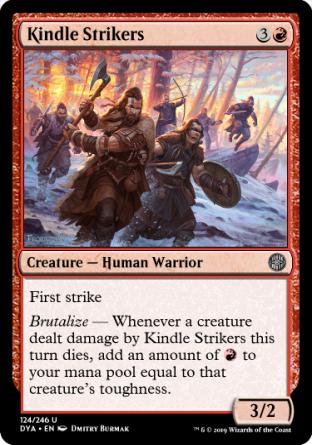 Kindle Strikers 3
Creature — Human Warrior
First strike
Brutalize — Whenever a creature
dealt damage by Kindle Strikers this
turn dies, add an amount of to
your mana pool equal to that
creature's toughness.
3/2
124/246 U
DYA • EN Dmitry Burmak
™ & © 2019 Wizards of the Coast